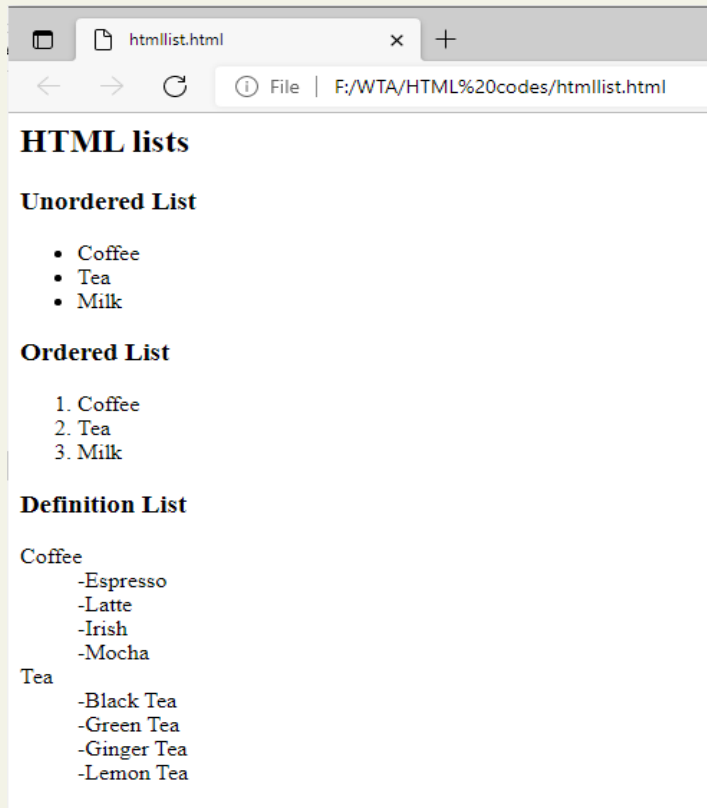 htmllist.html
File | F:/WTA/HTML%20codes/htmllist.html
HTML lists
Unordered List
• Coffee
• Tea
• Milk
Ordered List
1. Coffee
2. Tea
3. Milk
Definition List
Coffee
-Espresso
-Latte
-Irish
-Mocha
Tea
-Black Tea
-Green Tea
-Ginger Tea
-Lemon Tea